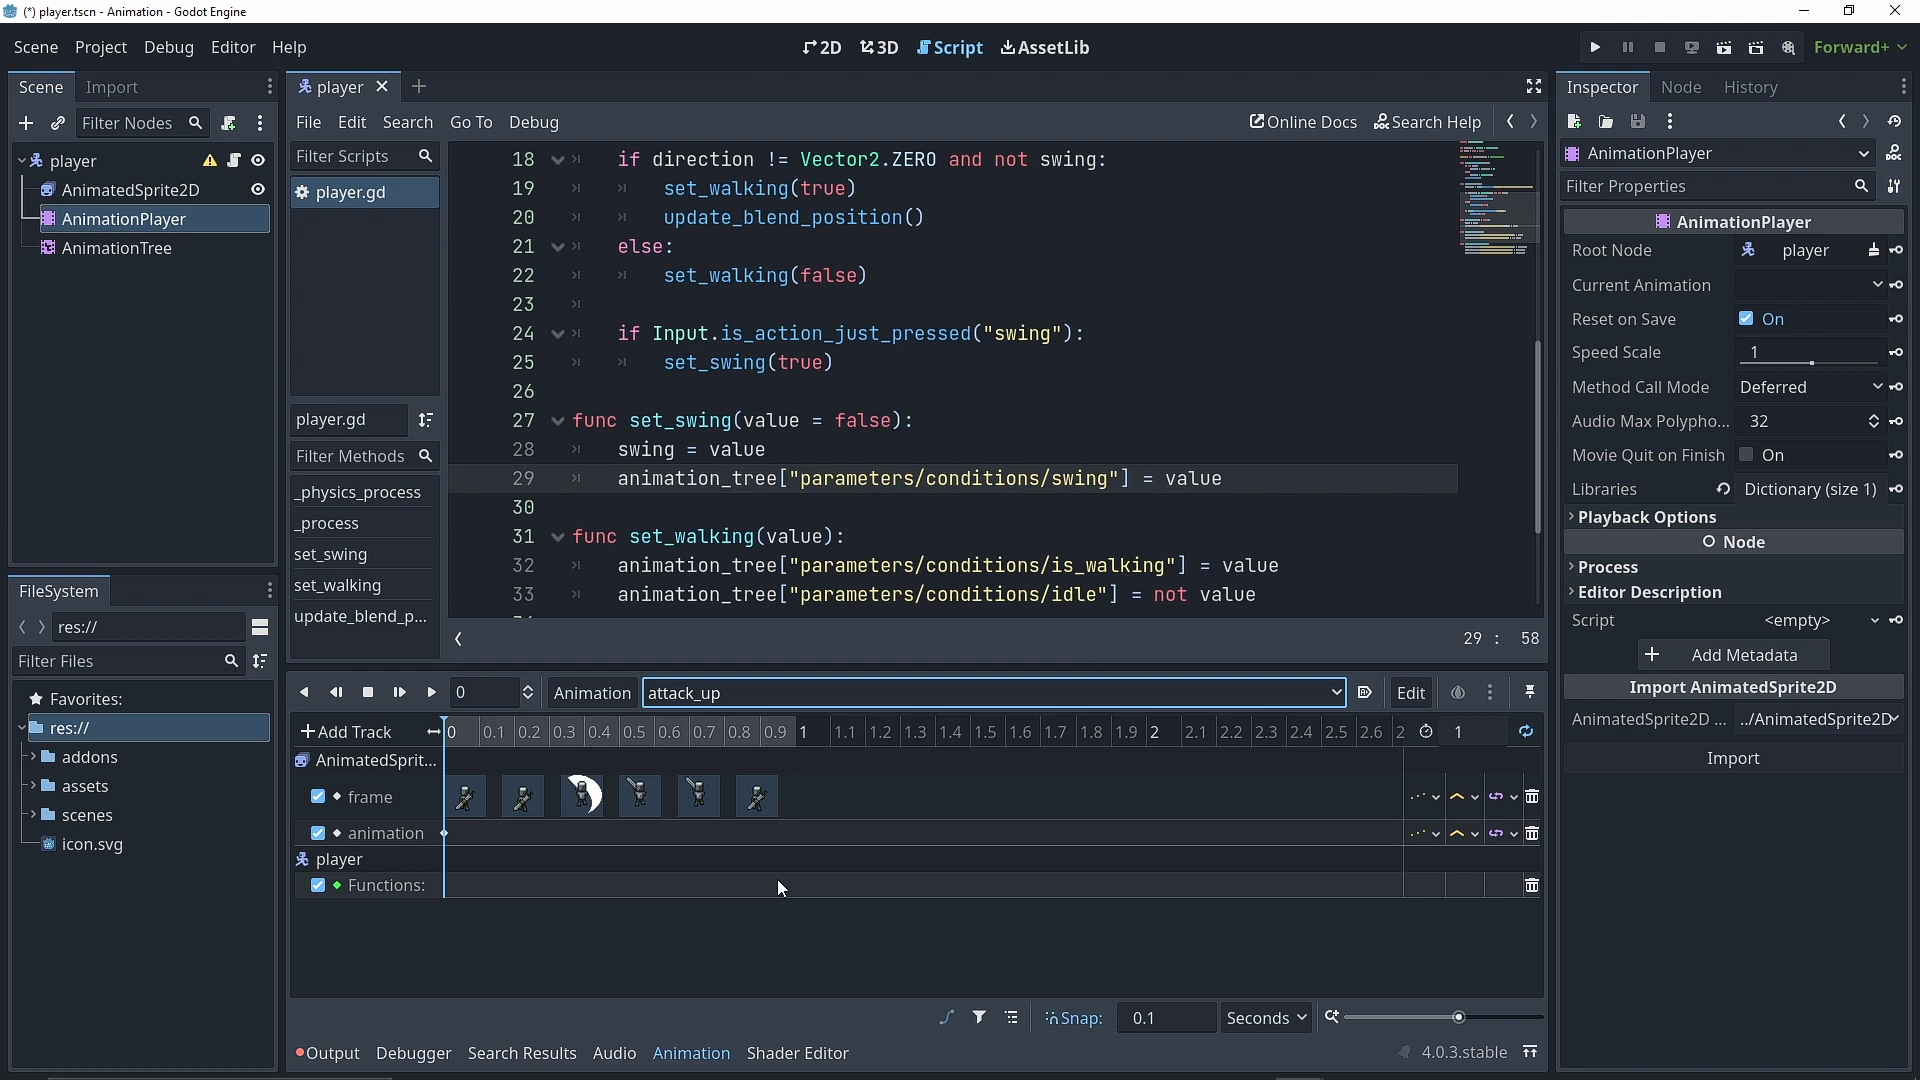 (*) player.tscn - Animation - Godot Engine
Scene Project Debug Editor Help
2D 3D Script AssetLib
Forward+
Scene Import
Filter Nodes
player
AnimatedSprite2D
AnimationPlayer
AnimationTree
FileSystem
res://
Filter Files
Favorites:
res://
addons
assets
scenes
icon.svg
player
File Edit Search Go To Debug
Online Docs Search Help
Filter Scripts
player.gd
player.gd
Filter Methods
_physics_process
_process
set_swing
set_walking
update_blend_p...
18 if direction != Vector2.ZERO and not swing:
19 set_walking(true)
20 update_blend_position()
21 else:
22 set_walking(false)
23
24 if Input.is_action_just_pressed("swing"):
25 set_swing(true)
26
27 func set_swing(value = false):
28 swing = value
29 animation_tree["parameters/conditions/swing"] = value
30
31 func set_walking(value):
32 animation_tree["parameters/conditions/is_walking"] = value
33 animation_tree["parameters/conditions/idle"] = not value
29 : 58
0 Animation attack_up Edit
Add Track 0 0.1 0.2 0.3 0.4 0.5 0.6 0.7 0.8 0.9 1 1.1 1.2 1.3 1.4 1.5 1.6 1.7 1.8 1.9 2 2.1 2.2 2.3 2.4 2.5 2.6 2 1
AnimatedSprit...
frame
animation
player
Functions:
Snap: 0.1 Seconds
Output Debugger Search Results Audio Animation Shader Editor
4.0.3.stable
Inspector Node History
AnimationPlayer
Filter Properties
AnimationPlayer
Root Node player
Current Animation
Reset on Save On
Speed Scale 1
Method Call Mode Deferred
Audio Max Polypho... 32
Movie Quit on Finish On
Libraries Dictionary (size 1)
Playback Options
Node
Process
Editor Description
Script <empty>
Add Metadata
Import AnimatedSprite2D
AnimatedSprite2D ... ../AnimatedSprite2D
Import